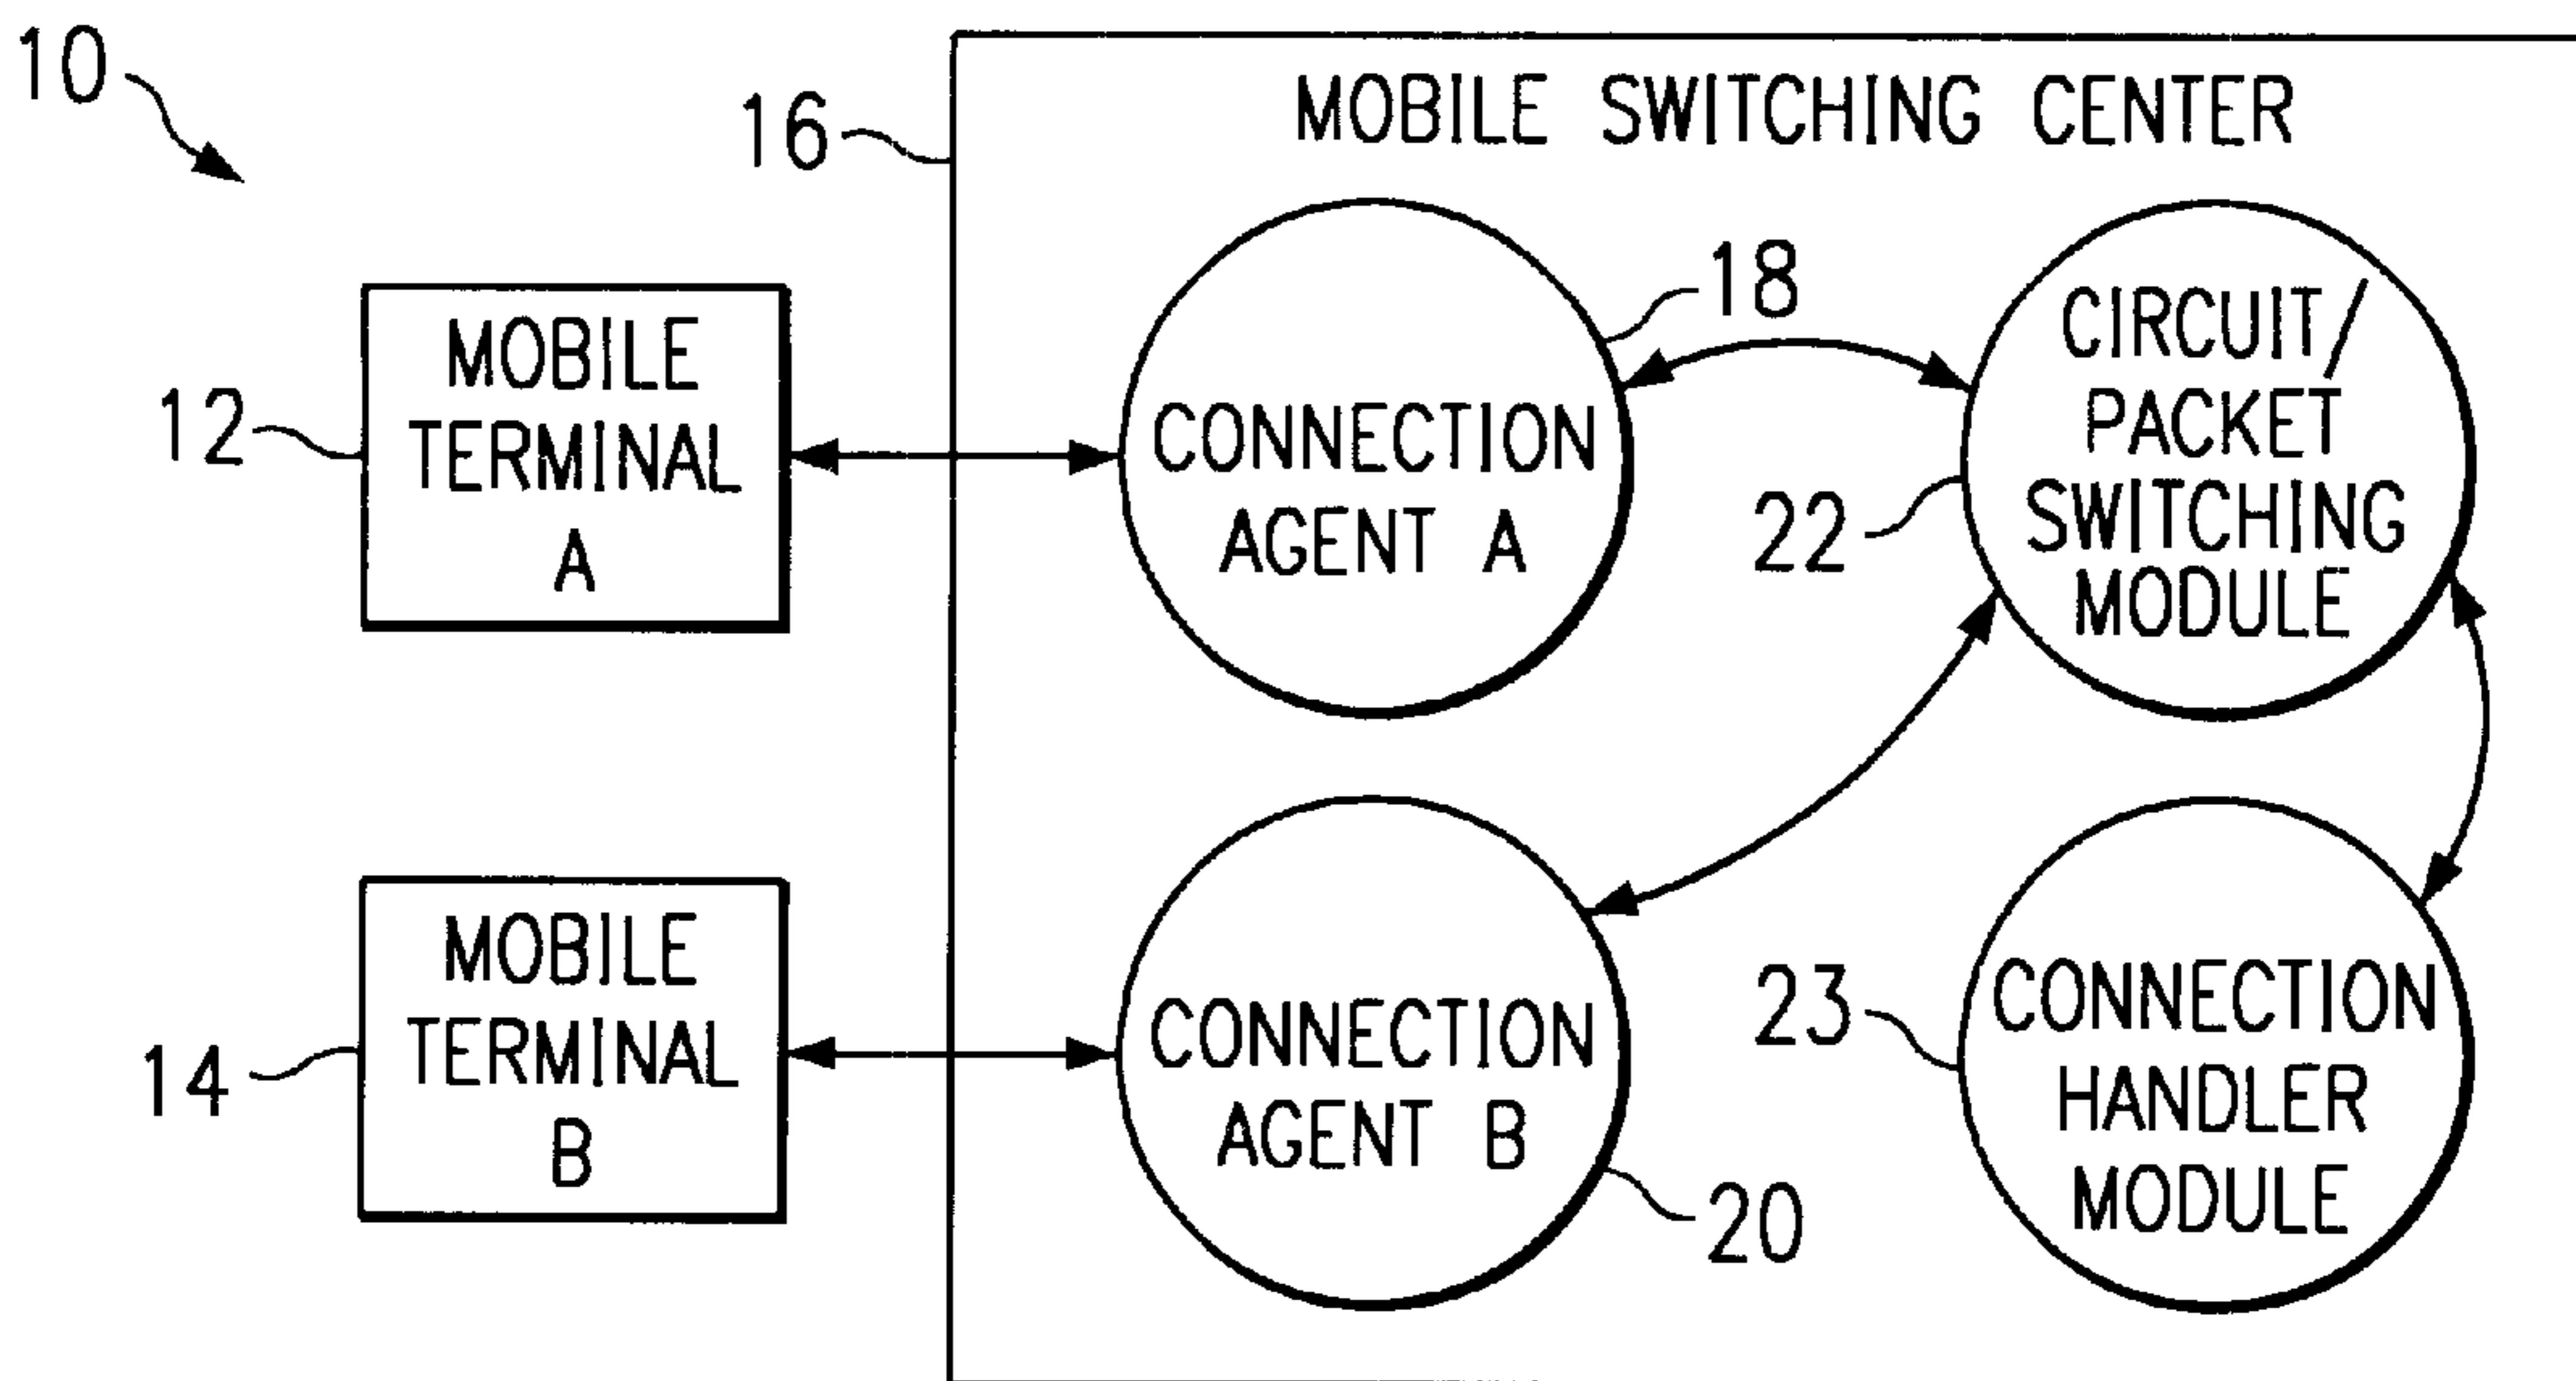 10
16
MOBILE SWITCHING CENTER
12
MOBILE
TERMINAL
A
CONNECTION
AGENT A
18
22
CIRCUIT/
PACKET
SWITCHING
MODULE
14
MOBILE
TERMINAL
B
CONNECTION
AGENT B
20
23
CONNECTION
HANDLER
MODULE